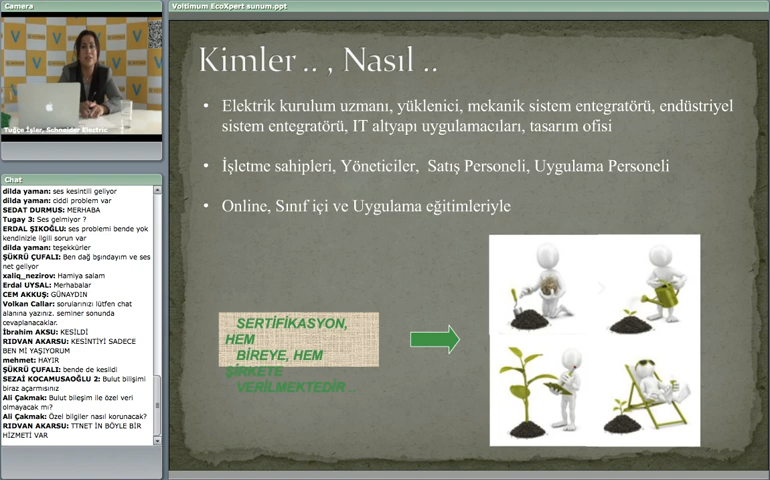 Camera
Voltimum EcoXpert sunum.ppt
Tuğçe İşler, Schneider Electric
Chat
dilda yaman: ses kesintili geliyor
dilda yaman: ciddi problem var
SEDAT DURMUS: MERHABA
Tugay 3: Ses gelmiyor ?
ERDAL ŞIKOĞLU: ses problemi bende yok
kendinizle ilgili sorun var
dilda yaman: teşekkürler
ŞÜKRÜ ÇUFALI: Ben dağ bşındayım ve ses
net geliyor
xaliq_nezirov: Hamiya salam
Erdal UYSAL: Merhabalar
CEM AKKUŞ: GÜNAYDIN
Volkan Callar: sorularınızı lütfen chat
alanına yazınız. seminer sonunda
cevaplanacaklar.
İbrahim AKSU: KESİLDİ
RIDVAN AKARSU: KESİNTİYİ SADECE
BEN Mİ YAŞIYORUM
mehmet: HAYIR
ŞÜKRÜ ÇUFALI: bende de kesildi
SEZAİ KOCAMUSAOĞLU 2: Bulut bilişimi
biraz açarmısınız
Ali Çakmak: Bulut bileşim ile özel veri
olmayacak mı?
Ali Çakmak: Özel bilgiler nasıl korunacak?
RIDVAN AKARSU: TTNET İN BÖYLE BİR
HİZMETİ VAR
Kimler .. , Nasıl ..
• Elektrik kurulum uzmanı, yüklenici, mekanik sistem entegratörü, endüstriyel
sistem entegratörü, IT altyapı uygulamacıları, tasarım ofisi
• İşletme sahipleri, Yöneticiler, Satış Personeli, Uygulama Personeli
• Online, Sınıf içi ve Uygulama eğitimleriyle
SERTİFİKASYON,
HEM
BİREYE, HEM
ŞİRKETE
VERİLMEKTEDİR ..